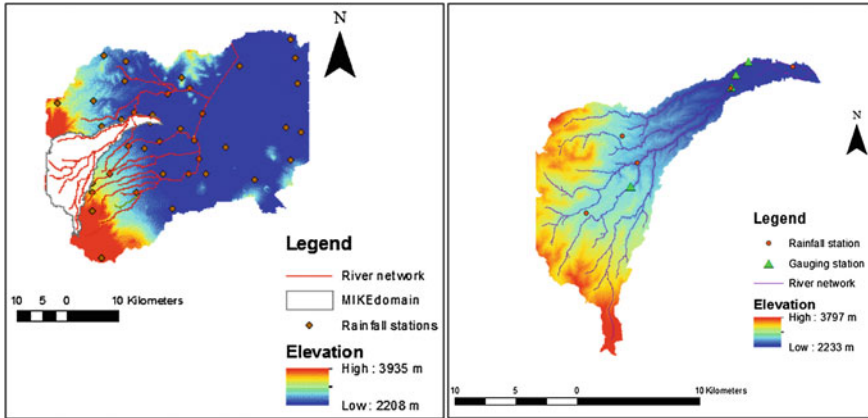 N
Legend
River network
MIKEdomain
Rainfall stations
10 5 0 10 Kilometers
Elevation
High : 3935 m
Low : 2208 m
N
Legend
Rainfall station
Gauging station
River network
Elevation
High : 3797 m
Low : 2233 m
10 5 0 10 Kilometers